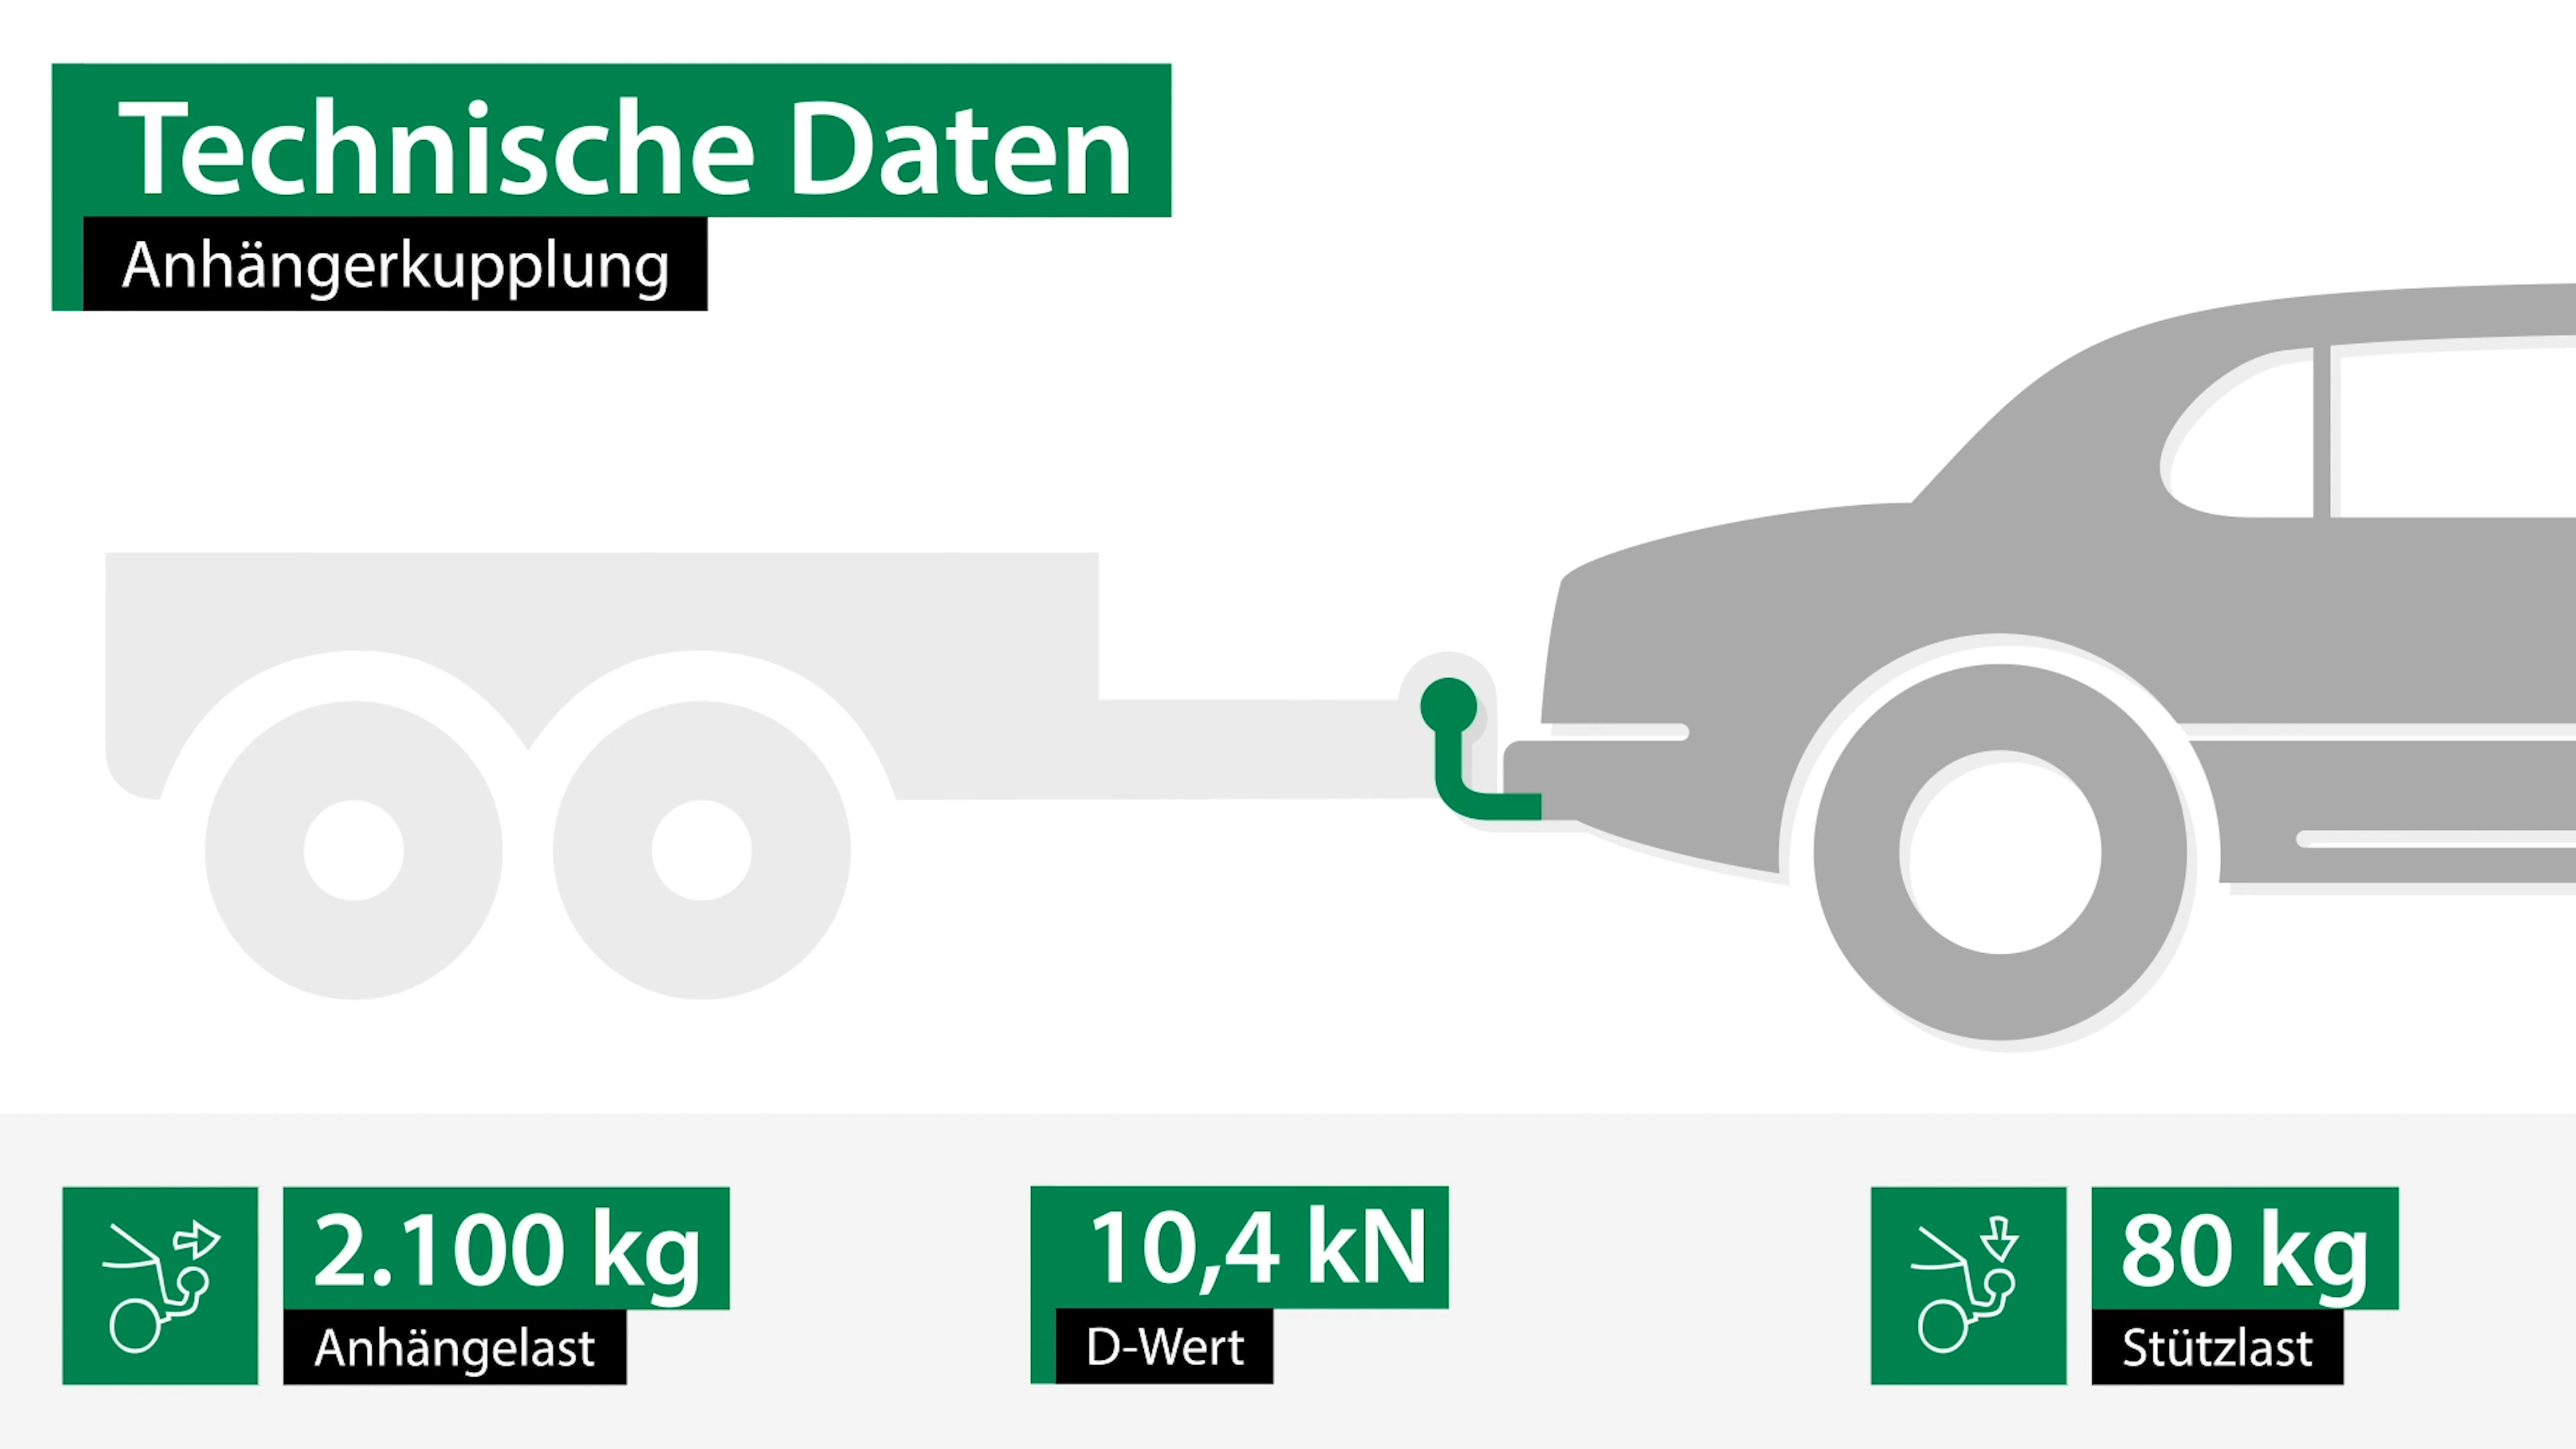 Technische Daten
Anhängerkupplung
2.100 kg
Anhängelast
10,4 kN
D-Wert
80 kg
Stützlast